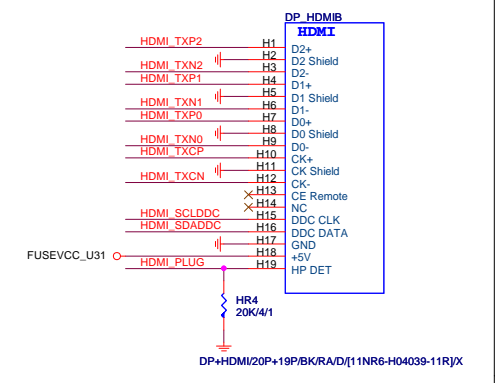 DP_HDMIB
HDMI
HDMI_TXP2 H1 D2+
H2 D2 Shield
HDMI_TXN2 H3 D2-
HDMI_TXP1 H4 D1+
H5 D1 Shield
HDMI_TXN1 H6 D1-
HDMI_TXP0 H7 D0+
H8 D0 Shield
HDMI_TXN0 H9 D0-
HDMI_TXCP H10 CK+
H11 CK Shield
HDMI_TXCN H12 CK-
H13 CE Remote
H14 NC
HDMI_SCLDDC H15 DDC CLK
HDMI_SDADDC H16 DDC DATA
H17 GND
FUSEVCC_U31 H18 +5V
HDMI_PLUG H19 HP DET
HR4
20K/4/1
DP+HDMI/20P+19P/BK/RA/D/[11NR6-H04039-11R]/X